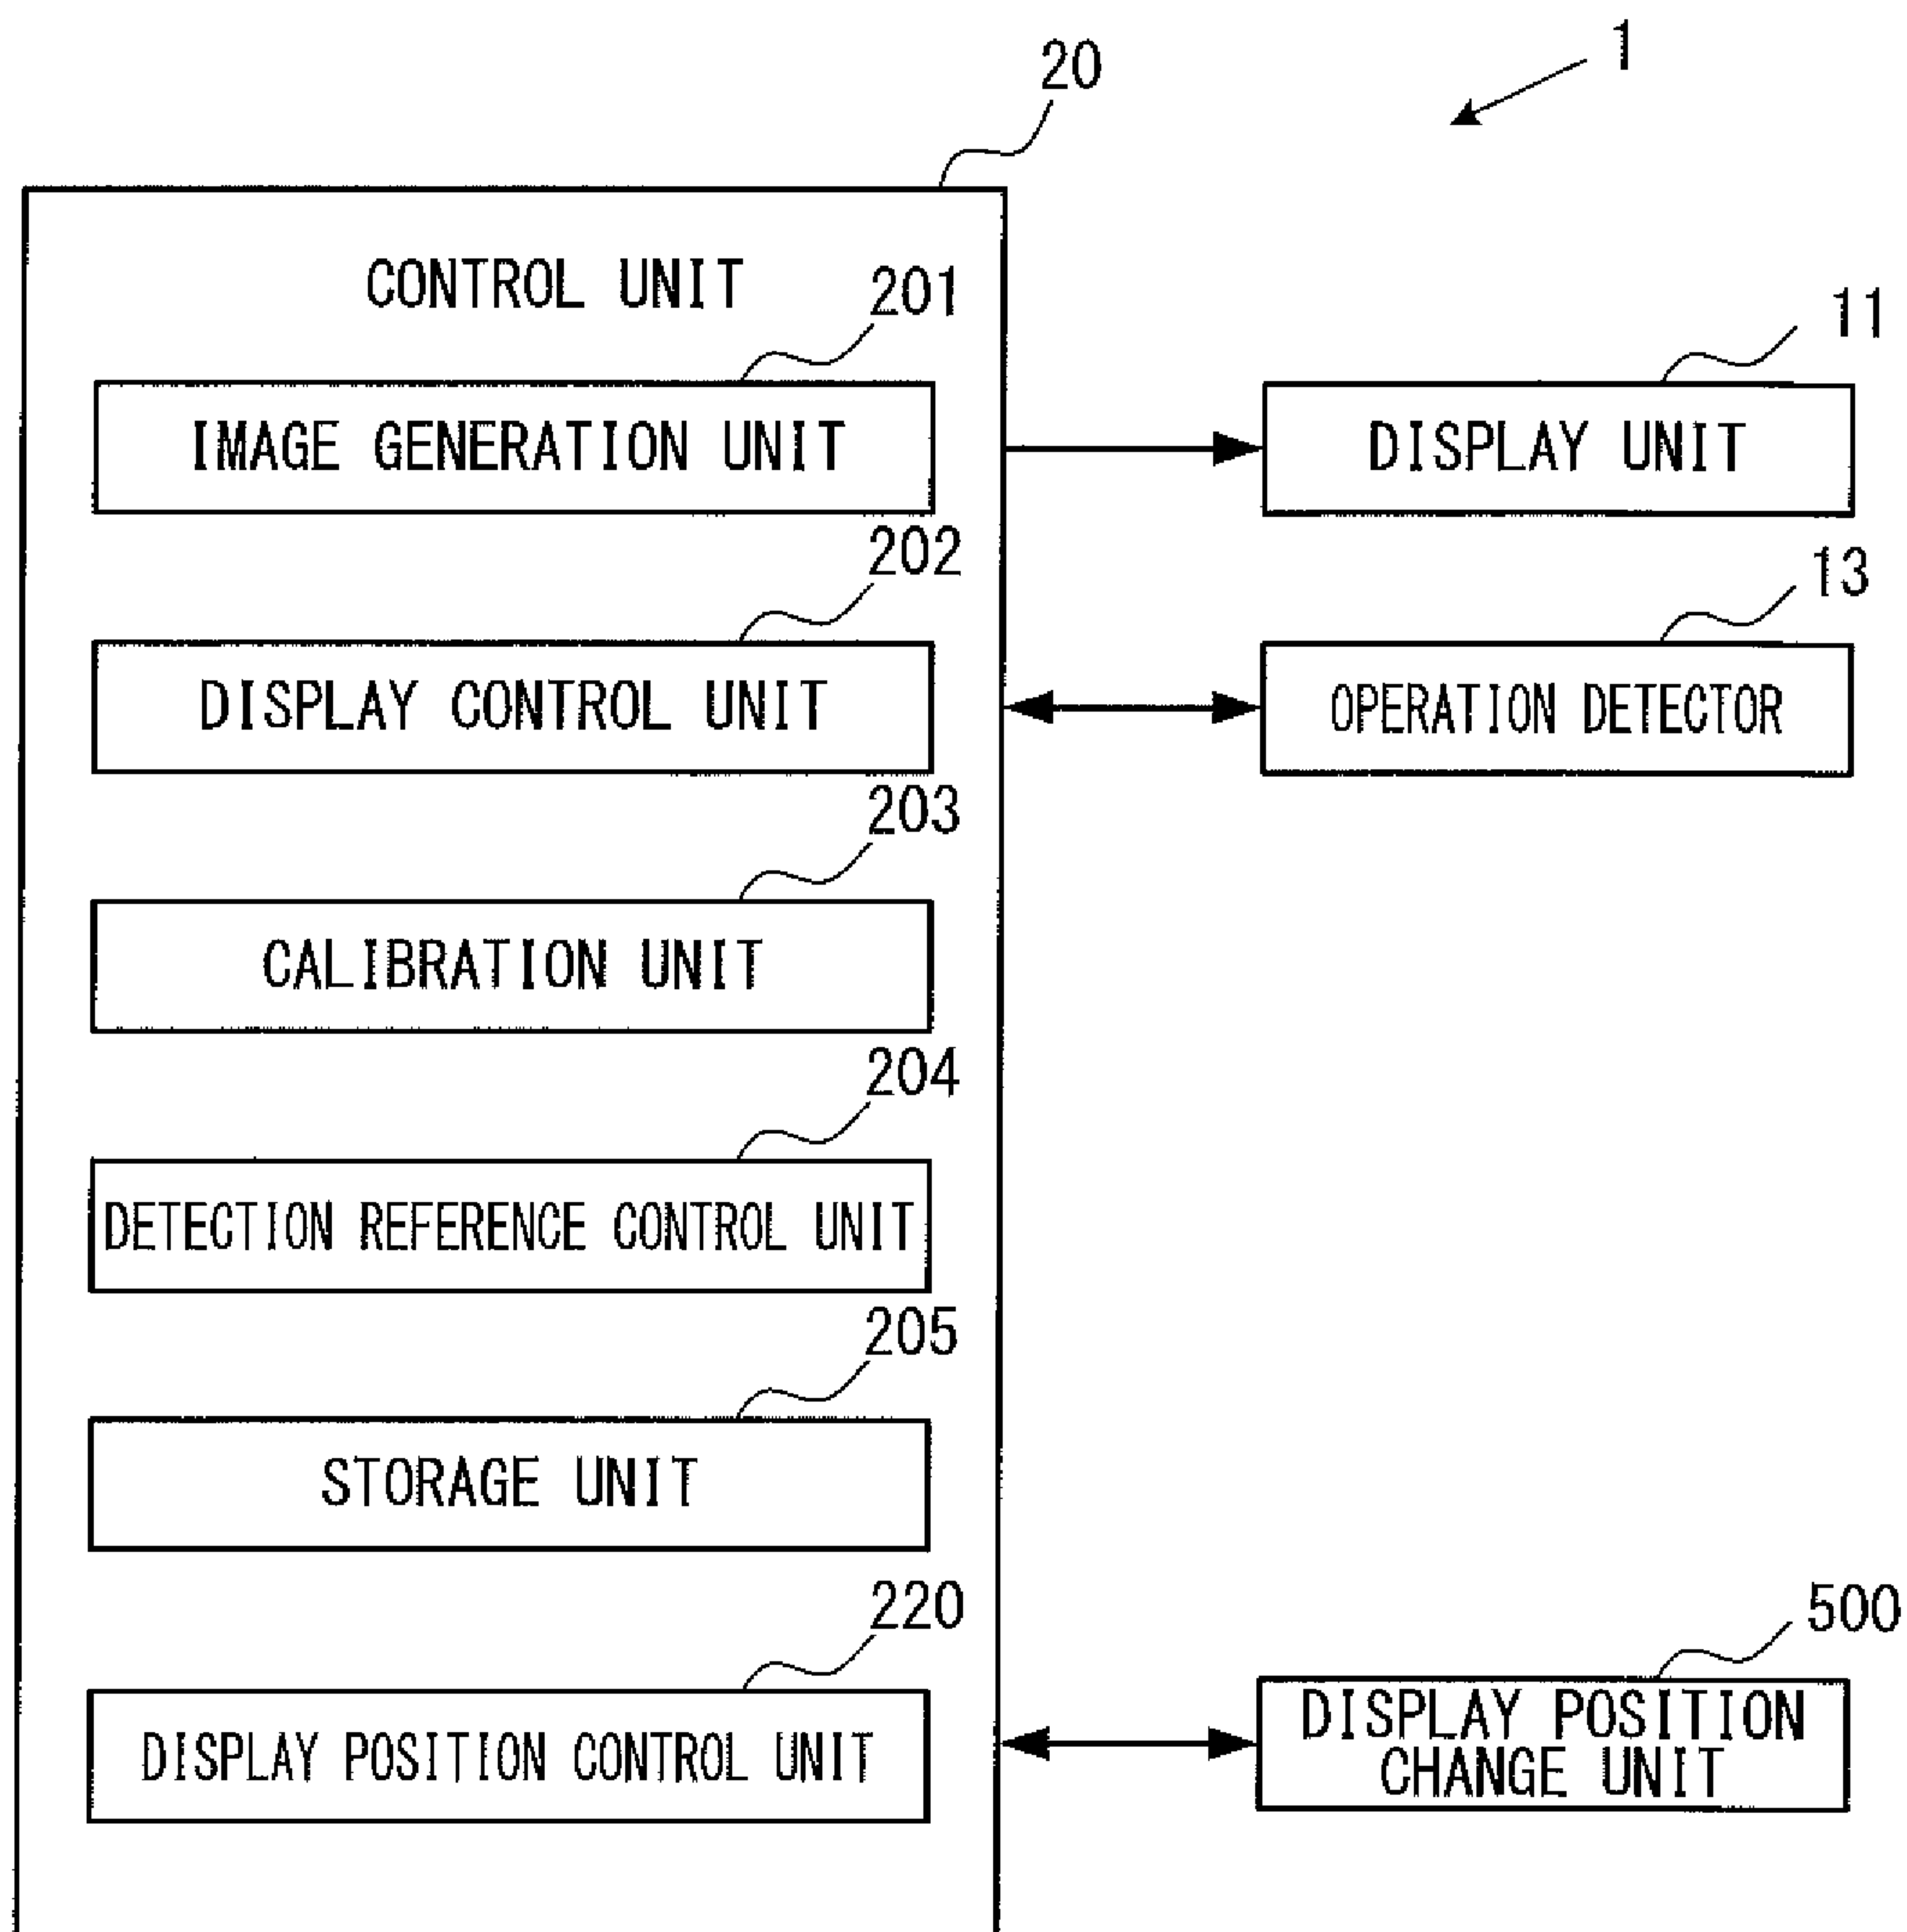 1
20
CONTROL UNIT
201
IMAGE GENERATION UNIT
11
DISPLAY UNIT
202
DISPLAY CONTROL UNIT
13
OPERATION DETECTOR
203
CALIBRATION UNIT
204
DETECTION REFERENCE CONTROL UNIT
205
STORAGE UNIT
220
DISPLAY POSITION CONTROL UNIT
500
DISPLAY POSITION
CHANGE UNIT